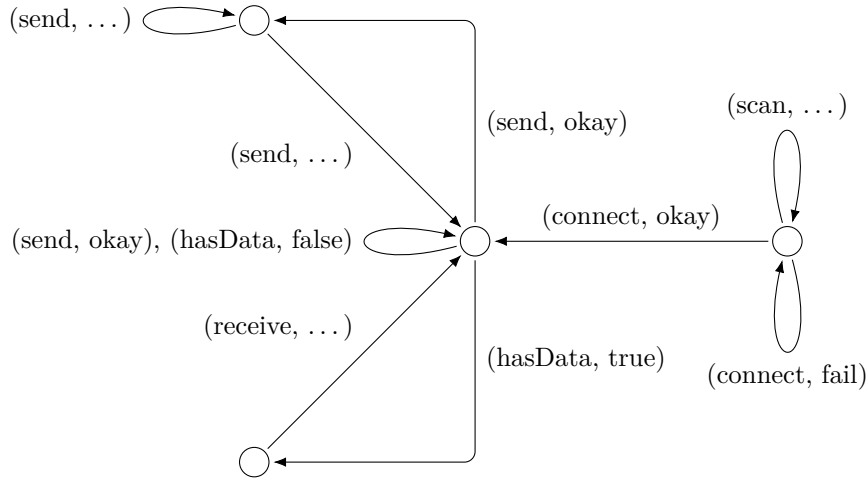 (send, . . . )
(scan, . . . )
(send, okay)
(send, . . . )
(connect, okay)
(send, okay), (hasData, false)
(receive, . . . )
(hasData, true)
(connect, fail)